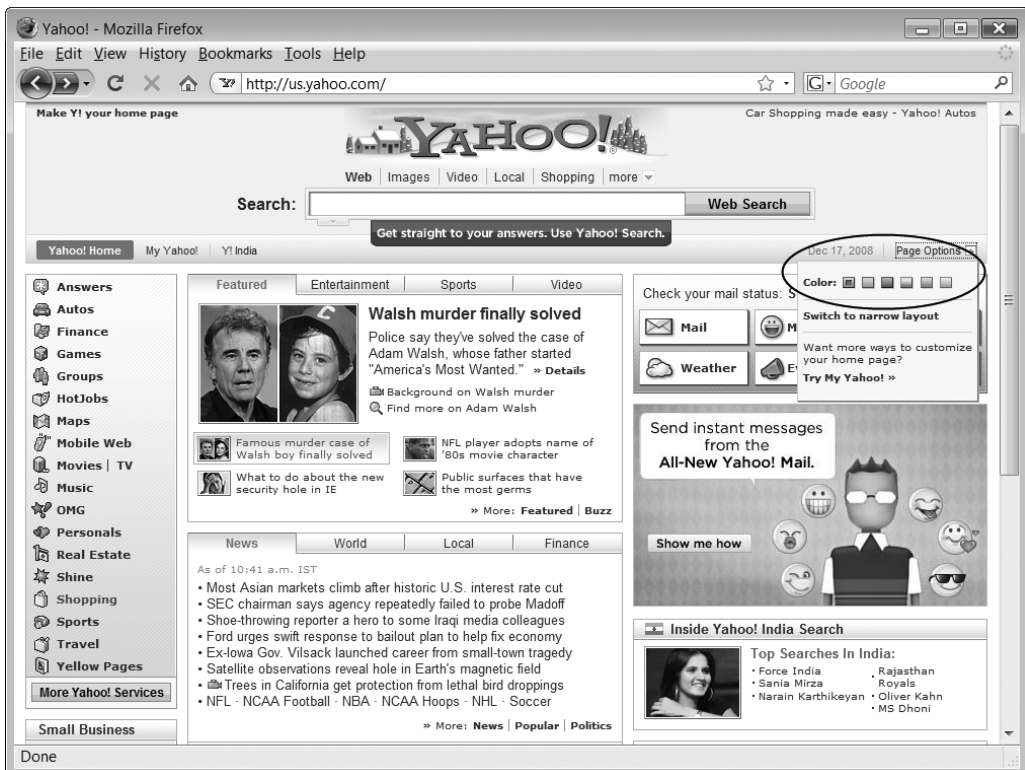 Yahoo! - Mozilla Firefox
File Edit View History Bookmarks Tools Help
http://us.yahoo.com/
G Google
Make Y! your home page
Car Shopping made easy - Yahoo! Autos
YAHOO!
Web | Images | Video | Local | Shopping | more
Search:
Web Search
Get straight to your answers. Use Yahoo! Search.
Yahoo! Home
My Yahoo!
Y! India
Dec 17, 2008
Page Options
Color:
Switch to narrow layout
Want more ways to customize
your home page?
Try My Yahoo! »
Answers
Autos
Finance
Games
Groups
HotJobs
Maps
Mobile Web
Movies | TV
Music
OMG
Personals
Real Estate
Shine
Shopping
Sports
Travel
Yellow Pages
More Yahoo! Services
Small Business
Featured
Entertainment
Sports
Video
Walsh murder finally solved
Police say they've solved the case of
Adam Walsh, whose father started
"America's Most Wanted." » Details
Background on Walsh murder
Find more on Adam Walsh
Famous murder case of
Walsh boy finally solved
NFL player adopts name of
'80s movie character
What to do about the new
security hole in IE
Public surfaces that have
the most germs
» More: Featured | Buzz
News
World
Local
Finance
As of 10:41 a.m. IST
• Most Asian markets climb after historic U.S. interest rate cut
• SEC chairman says agency repeatedly failed to probe Madoff
• Shoe-throwing reporter a hero to some Iraqi media colleagues
• Ford urges swift response to bailout plan to help fix economy
• Ex-Iowa Gov. Vilsack launched career from small-town tragedy
• Satellite observations reveal hole in Earth's magnetic field
• Trees in California get protection from lethal bird droppings
• NFL · NCAA Football · NBA · NCAA Hoops · NHL · Soccer
» More: News | Popular | Politics
Check your mail status: S
Mail
M
Weather
E
Send instant messages
from the
All-New Yahoo! Mail.
Show me how
Inside Yahoo! India Search
Top Searches In India:
• Force India
• Sania Mirza
• Narain Karthikeyan
• Rajasthan
Royals
• Oliver Kahn
• MS Dhoni
Done